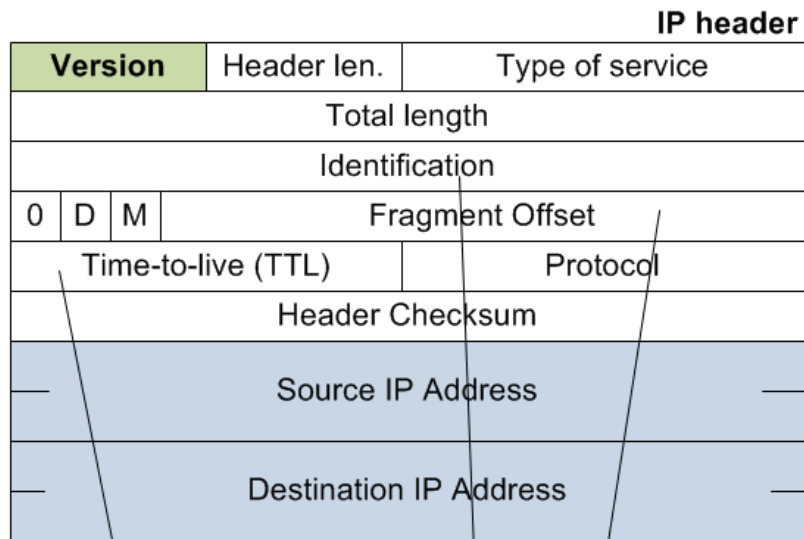 IP header
Version Header len. Type of service
Total length
Identification
0 D M Fragment Offset
Time-to-live (TTL) Protocol
Header Checksum
Source IP Address
Destination IP Address